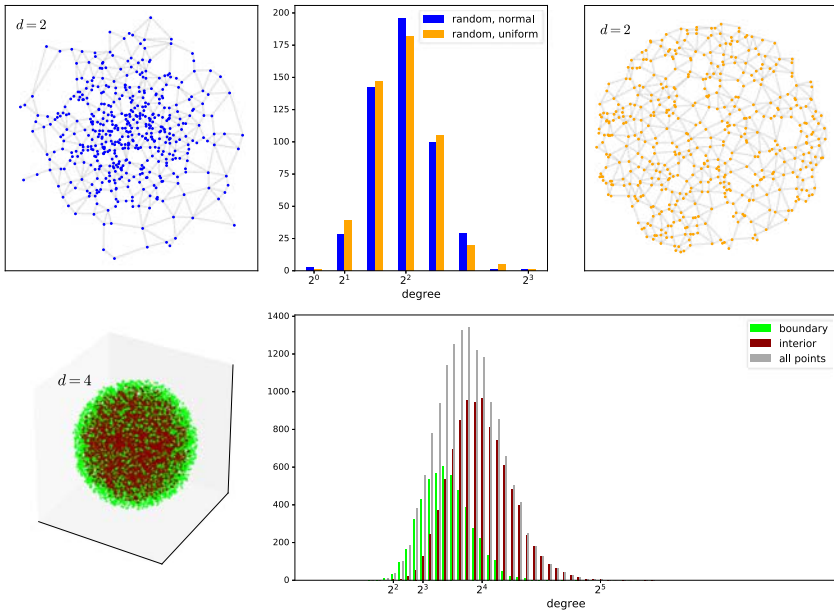 d = 2
random, normal
random, uniform
200
175
150
125
100
75
50
25
0
2^0 2^1 2^2 2^3
degree
d = 2
d = 4
boundary
interior
all points
1400
1200
1000
800
600
400
200
0
2^2 2^3 2^4 2^5
degree